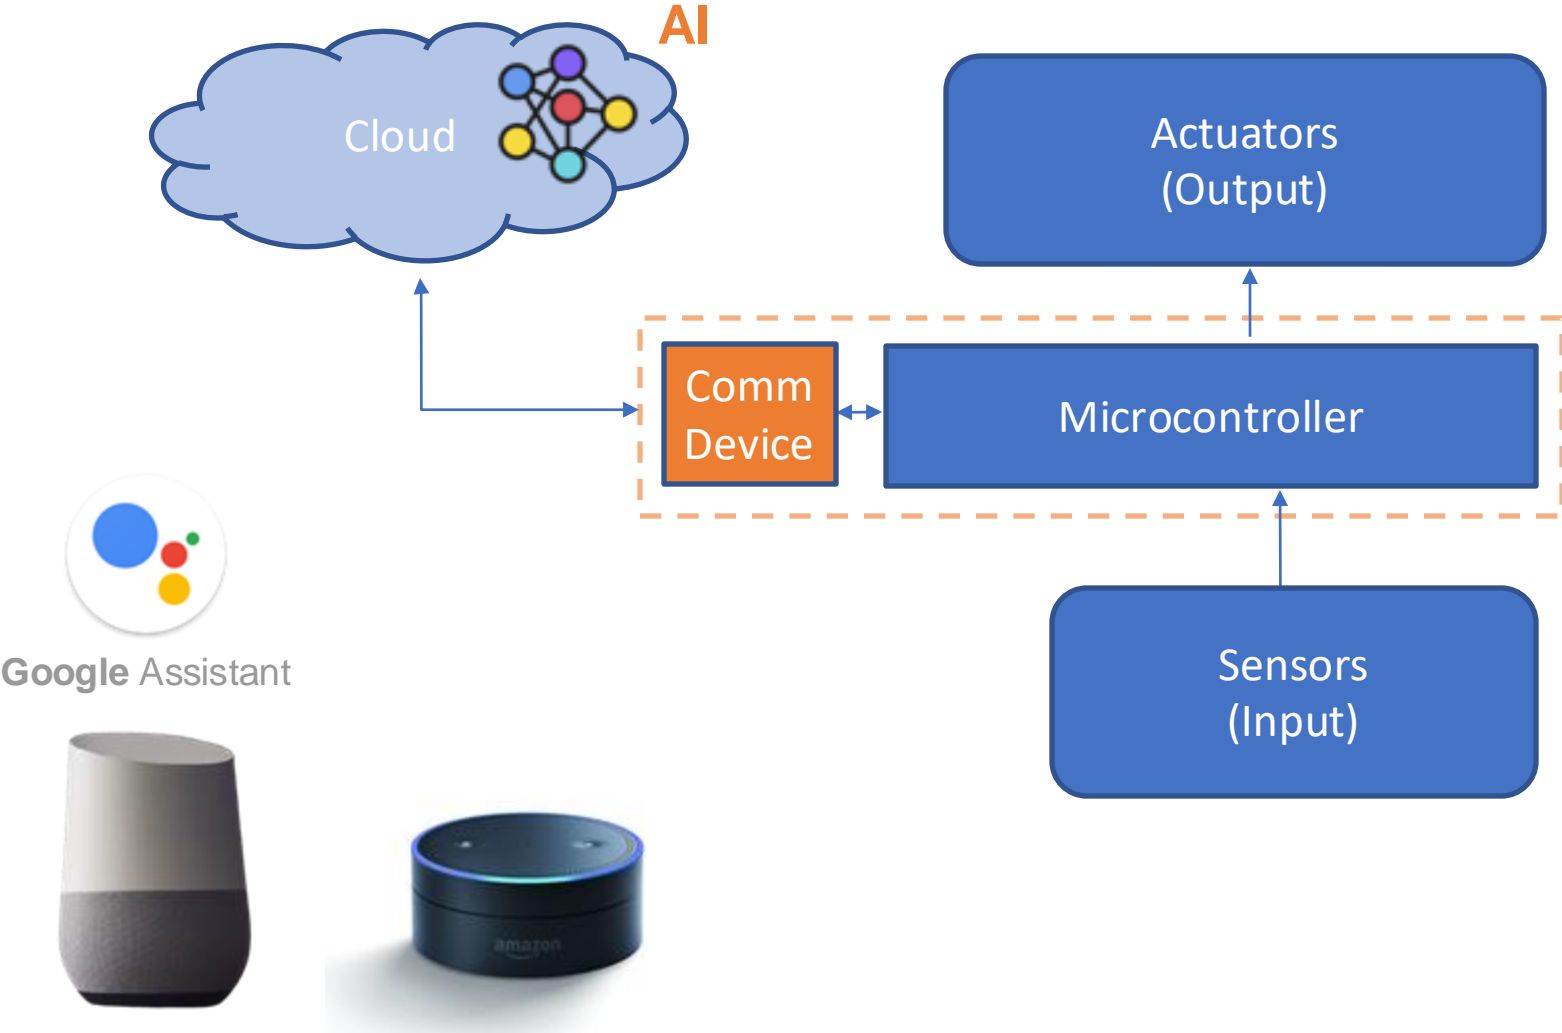 AI
Cloud
Actuators
(Output)
Comm
Device
Microcontroller
Google Assistant
Sensors
(Input)
amazon